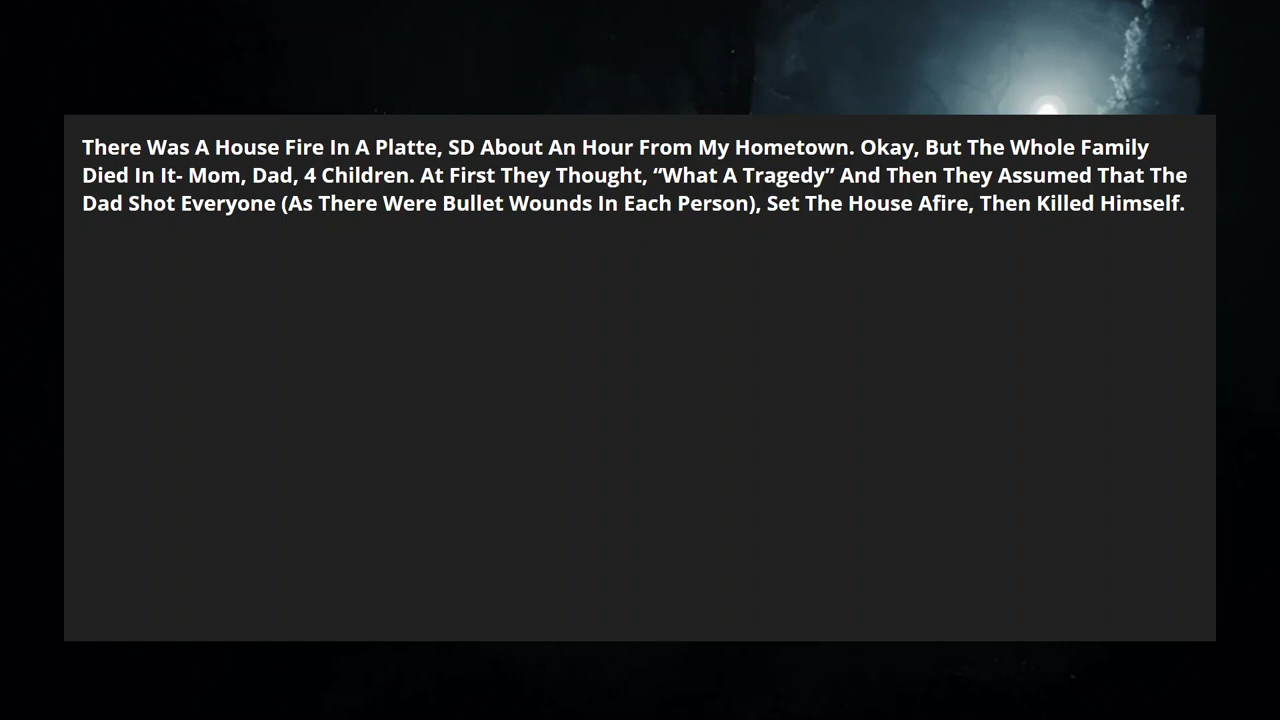 There Was A House Fire In A Platte, SD About An Hour From My Hometown. Okay, But The Whole Family
Died In It- Mom, Dad, 4 Children. At First They Thought, “What A Tragedy” And Then They Assumed That The
Dad Shot Everyone (As There Were Bullet Wounds In Each Person), Set The House Afire, Then Killed Himself.